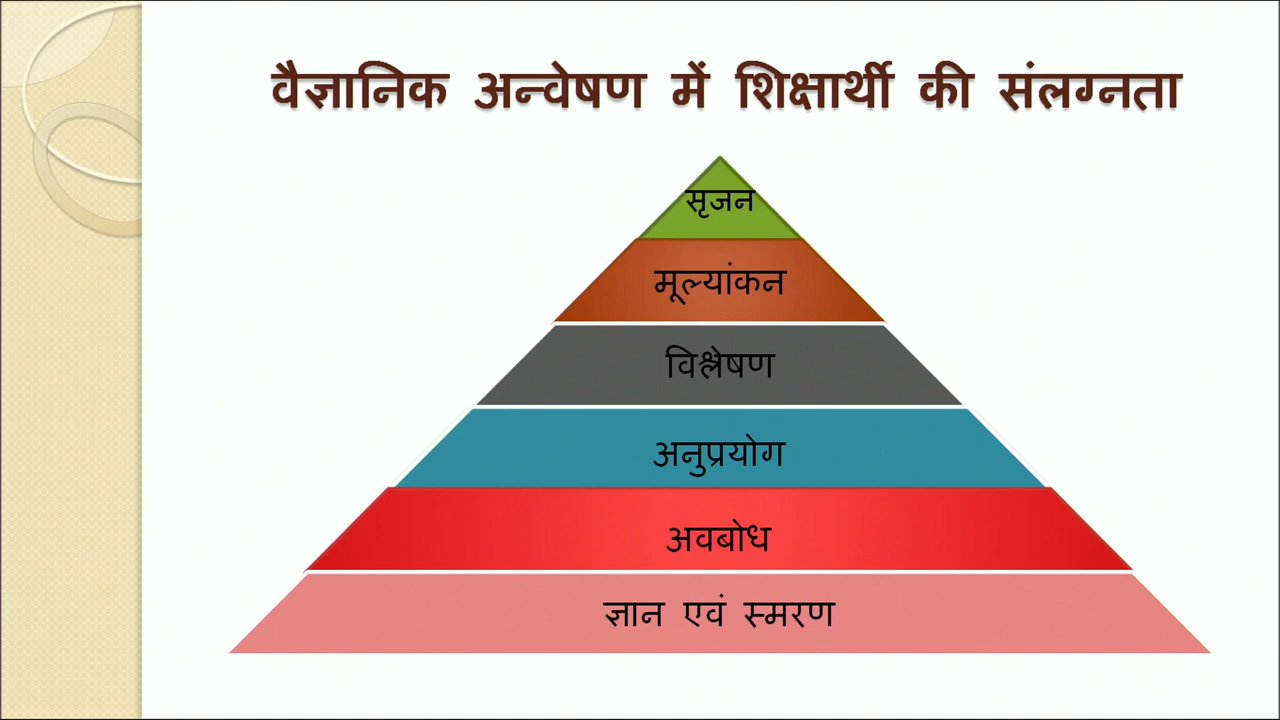 वैज्ञानिक अन्वेषण में शिक्षार्थी की संलग्नता
सृजन
मूल्यांकन
विश्लेषण
अनुप्रयोग
अवबोध
ज्ञान एवं स्मरण